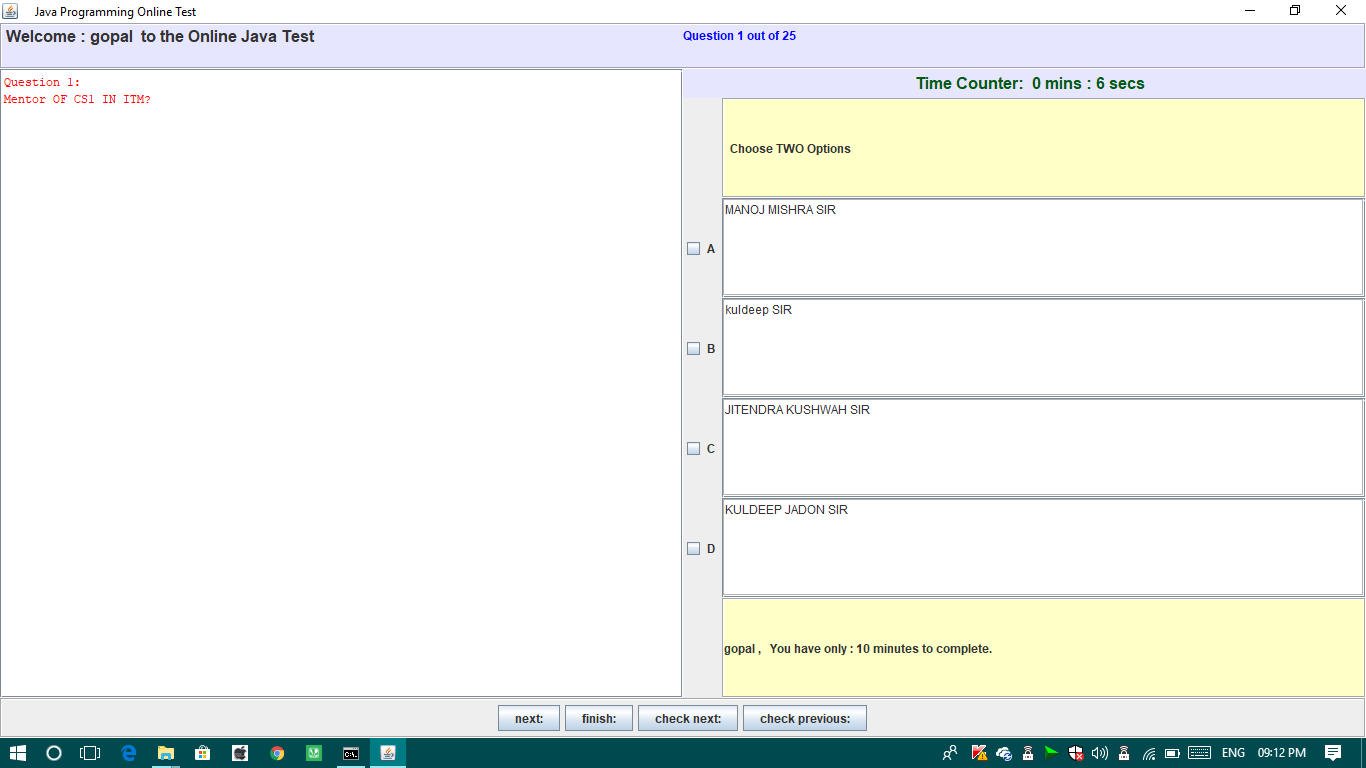 Java Programming Online Test
Welcome : gopal  to the Online Java Test
Question 1 out of 25
Question 1:
Mentor OF CS1 IN ITM?
Time Counter:  0 mins : 6 secs
Choose TWO Options
A
MANOJ MISHRA SIR
B
kuldeep SIR
C
JITENDRA KUSHWAH SIR
D
KULDEEP JADON SIR
gopal ,   You have only : 10 minutes to complete.
next:
finish:
check next:
check previous:
ENG
09:12 PM